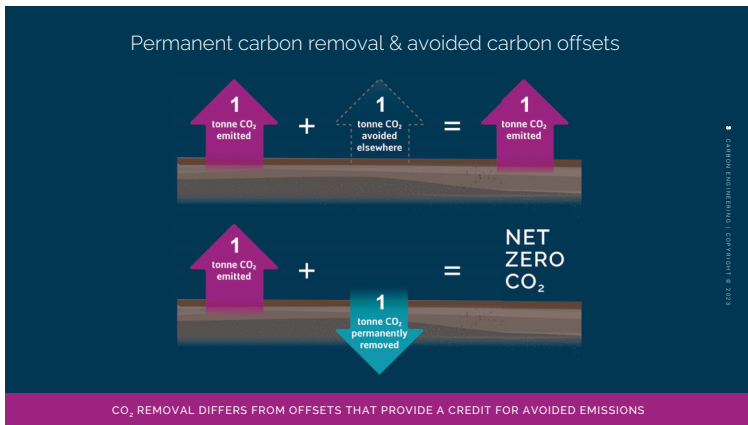 Permanent carbon removal & avoided carbon offsets
1
tonne CO₂
emitted
+
1
tonne CO₂
avoided
elsewhere
=
1
tonne CO₂
emitted
1
tonne CO₂
emitted
+
1
tonne CO₂
permanently
removed
=
NET
ZERO
CO₂
CARBON ENGINEERING | COPYRIGHT © 2023
CO₂ REMOVAL DIFFERS FROM OFFSETS THAT PROVIDE A CREDIT FOR AVOIDED EMISSIONS